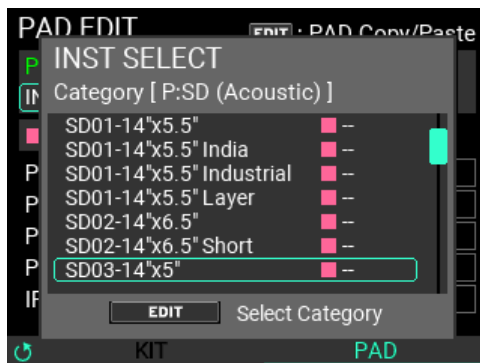 PAD EDIT EDIT : PAD Copy/Paste
INST SELECT
Category [ P:SD (Acoustic) ]
SD01-14"x5.5" --
SD01-14"x5.5" India --
SD01-14"x5.5" Industrial --
SD01-14"x5.5" Layer --
SD02-14"x6.5" --
SD02-14"x6.5" Short --
SD03-14"x5" --
EDIT Select Category
KIT PAD